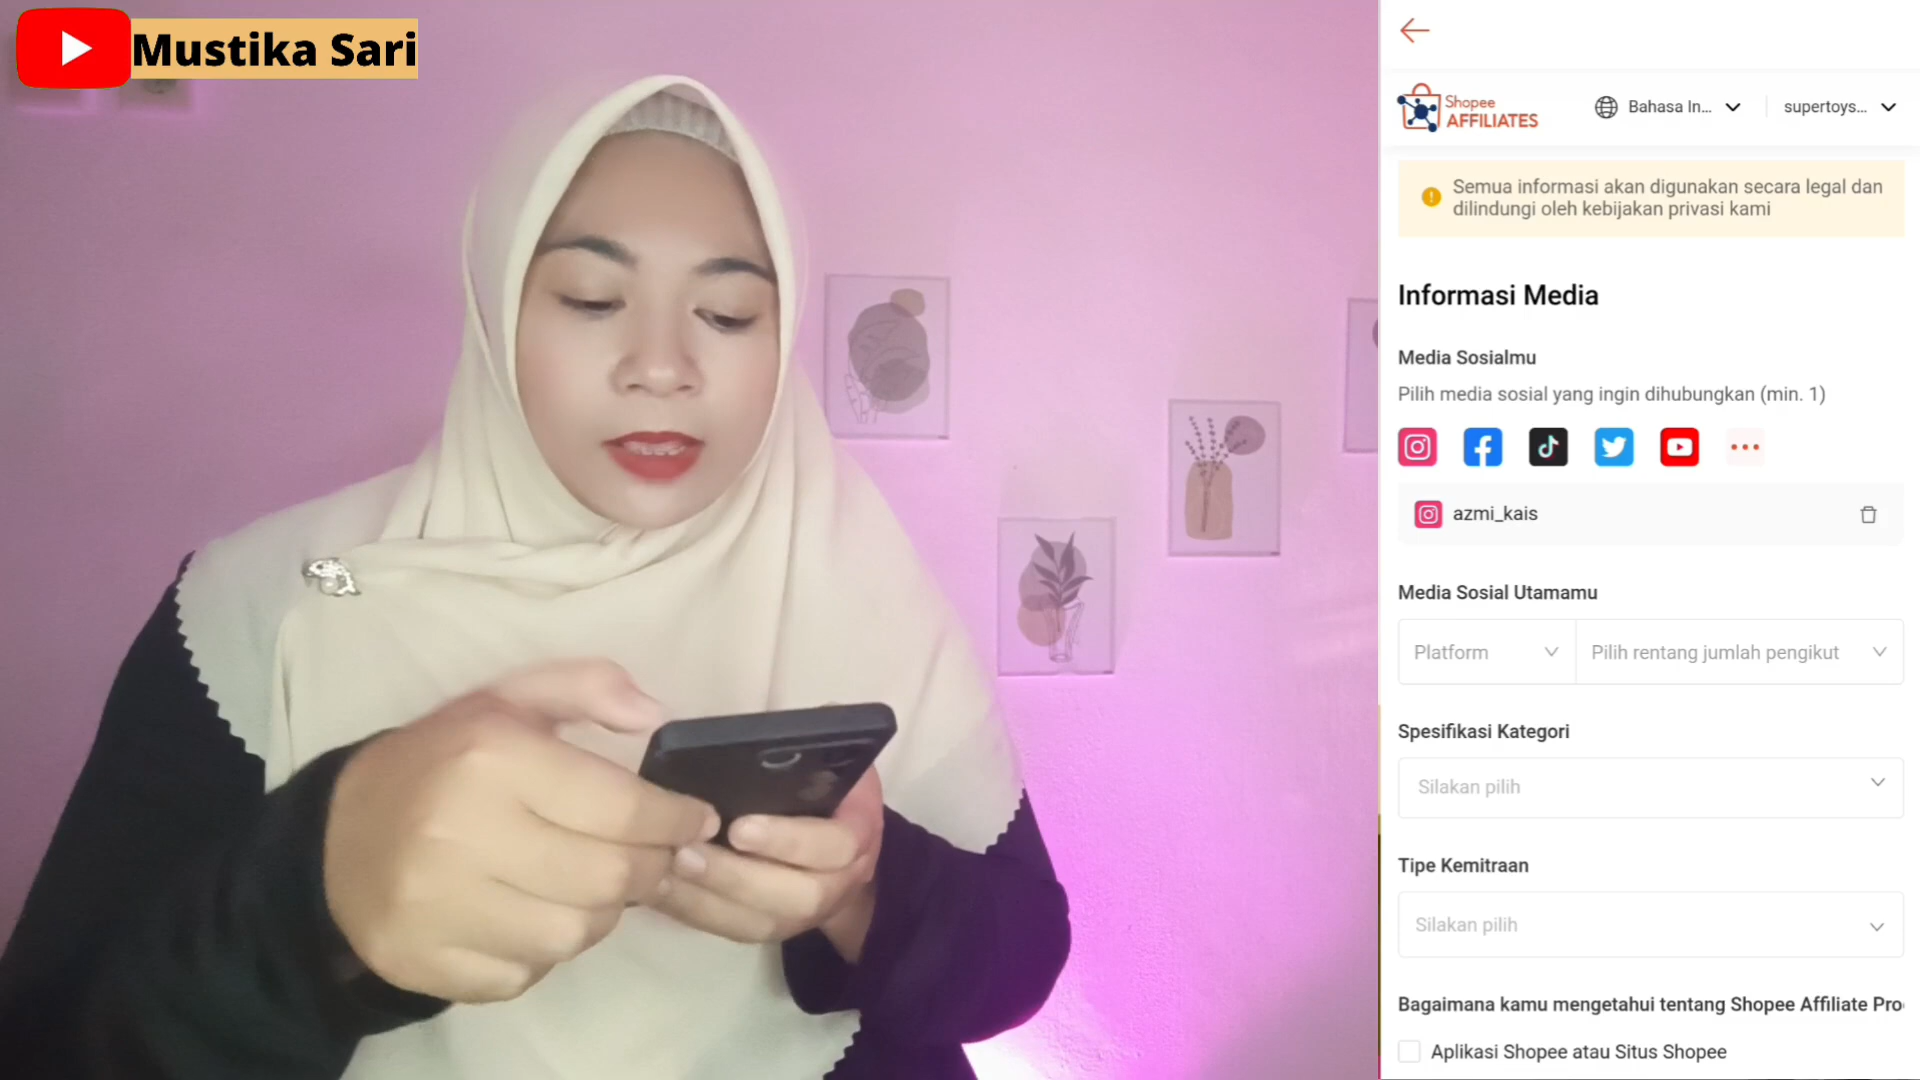 Mustika Sari
Shopee
AFFILIATES
Bahasa In...
supertoys...
Semua informasi akan digunakan secara legal dan
dilindungi oleh kebijakan privasi kami
Informasi Media
Media Sosialmu
Pilih media sosial yang ingin dihubungkan (min. 1)
azmi_kais
Media Sosial Utamamu
Platform
Pilih rentang jumlah pengikut
Spesifikasi Kategori
Silakan pilih
Tipe Kemitraan
Silakan pilih
Bagaimana kamu mengetahui tentang Shopee Affiliate Pro
Aplikasi Shopee atau Situs Shopee